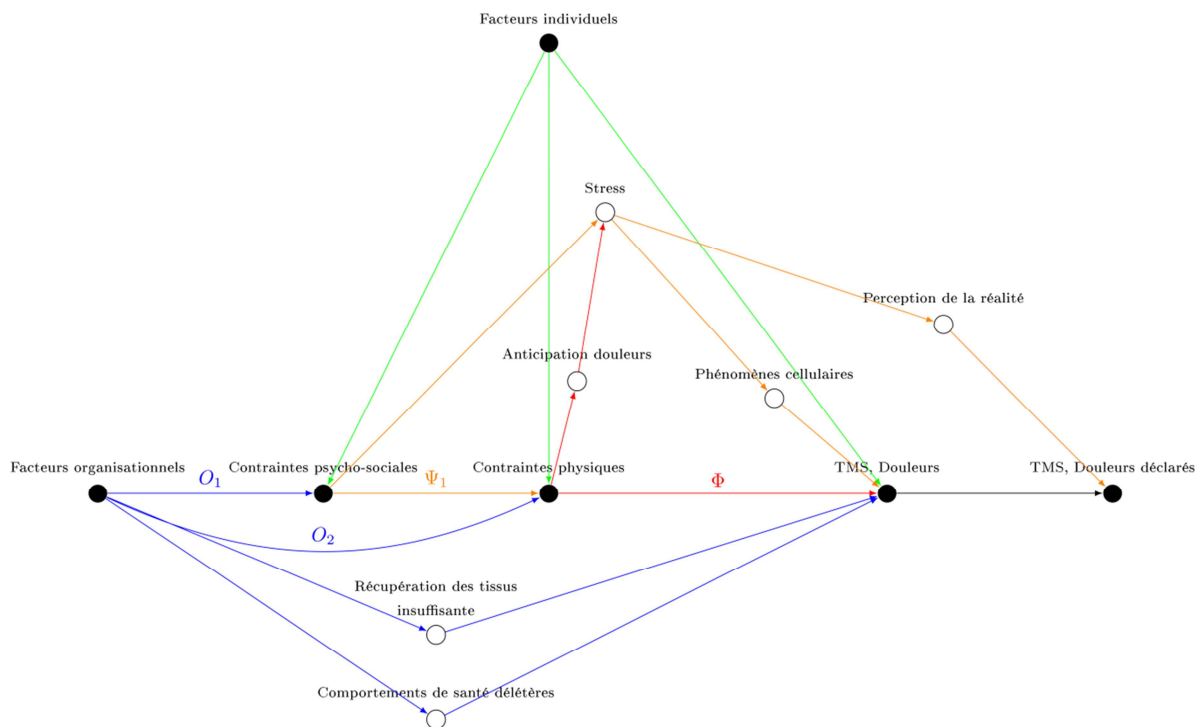 Facteurs individuels
Stress
Perception de la réalité
Anticipation douleurs
Phénomènes cellulaires
Facteurs organisationnels
O₁
Contraintes psycho-sociales
Ψ₁
Contraintes physiques
Φ
TMS, Douleurs
TMS, Douleurs déclarés
O₂
Récupération des tissus
insuffisante
Comportements de santé délétères